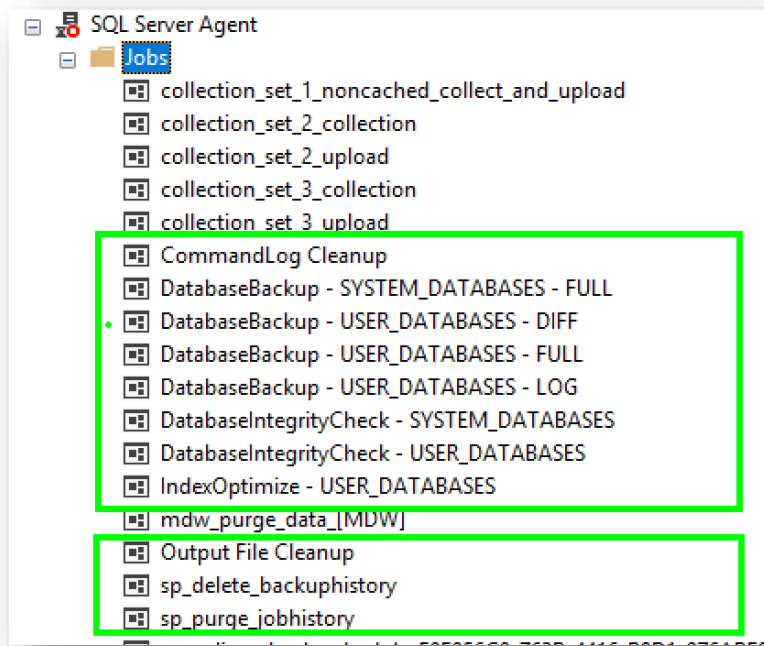 SQL Server Agent
Jobs
collection_set_1_noncached_collect_and_upload
collection_set_2_collection
collection_set_2_upload
collection_set_3_collection
collection_set_3_upload
CommandLog Cleanup
DatabaseBackup - SYSTEM_DATABASES - FULL
DatabaseBackup - USER_DATABASES - DIFF
DatabaseBackup - USER_DATABASES - FULL
DatabaseBackup - USER_DATABASES - LOG
DatabaseIntegrityCheck - SYSTEM_DATABASES
DatabaseIntegrityCheck - USER_DATABASES
IndexOptimize - USER_DATABASES
mdw_purge_data_[MDW]
Output File Cleanup
sp_delete_backuphistory
sp_purge_jobhistory